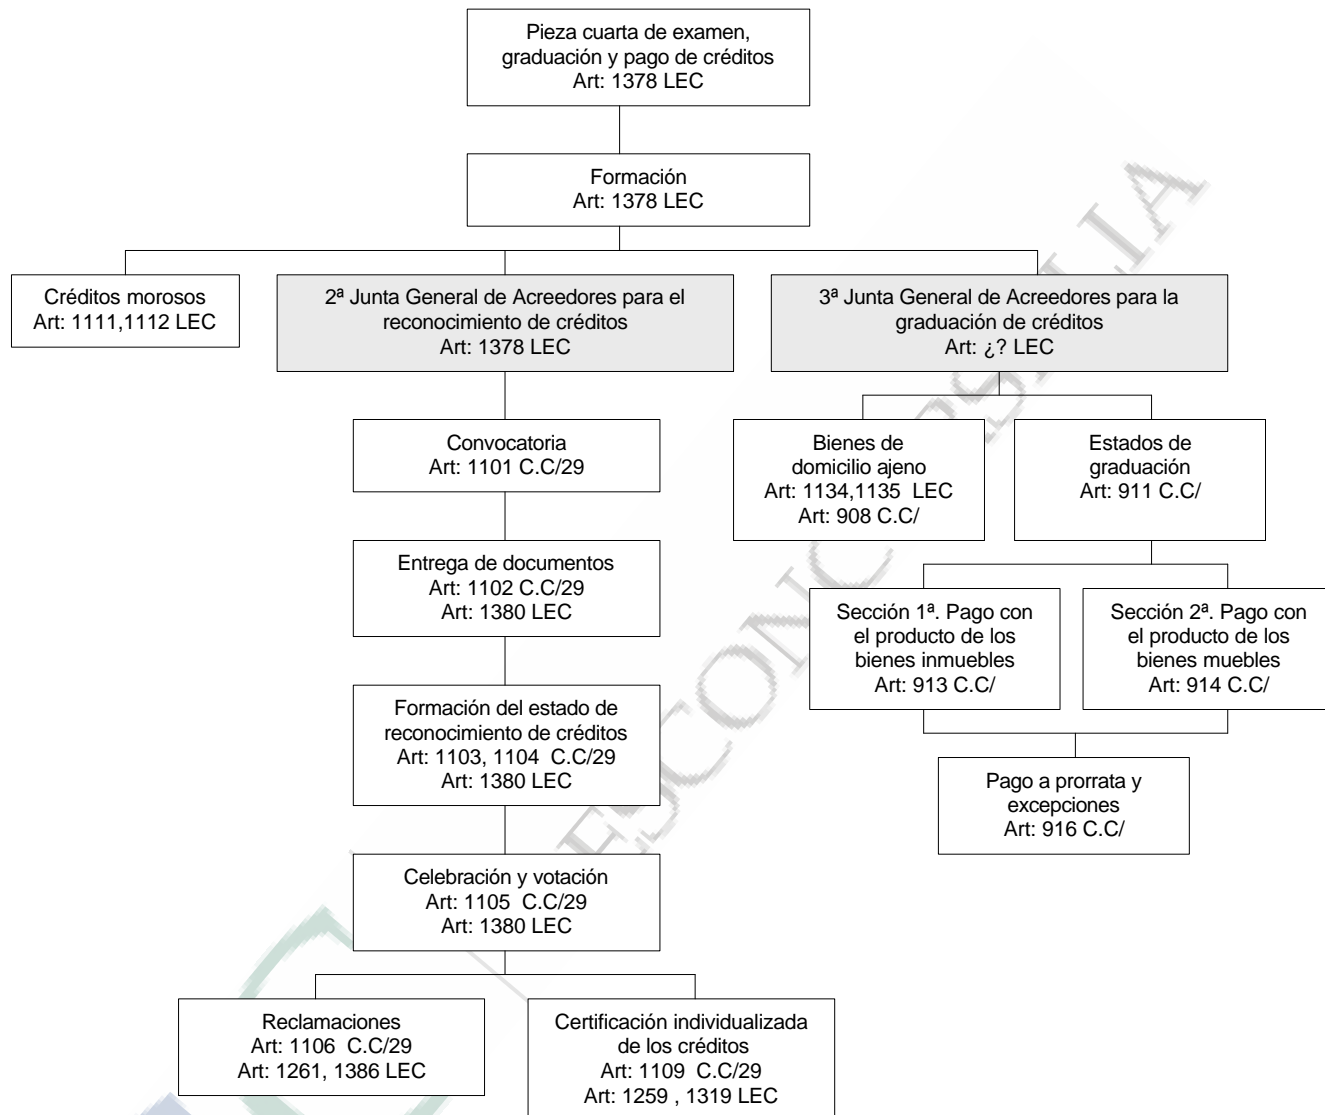 Pieza cuarta de examen,
graduación y pago de créditos
Art: 1378 LEC
Formación
Art: 1378 LEC
Créditos morosos
Art: 1111,1112 LEC
2ª Junta General de Acreedores para el
reconocimiento de créditos
Art: 1378 LEC
3ª Junta General de Acreedores para la
graduación de créditos
Art: ¿? LEC
Convocatoria
Art: 1101 C.C/29
Bienes de
domicilio ajeno
Art: 1134,1135 LEC
Art: 908 C.C/
Estados de
graduación
Art: 911 C.C/
Entrega de documentos
Art: 1102 C.C/29
Art: 1380 LEC
Sección 1ª. Pago con
el producto de los
bienes inmuebles
Art: 913 C.C/
Sección 2ª. Pago con
el producto de los
bienes muebles
Art: 914 C.C/
Formación del estado de
reconocimiento de créditos
Art: 1103, 1104 C.C/29
Art: 1380 LEC
Pago a prorrata y
excepciones
Art: 916 C.C/
Celebración y votación
Art: 1105 C.C/29
Art: 1380 LEC
Reclamaciones
Art: 1106 C.C/29
Art: 1261, 1386 LEC
Certificación individualizada
de los créditos
Art: 1109 C.C/29
Art: 1259 , 1319 LEC